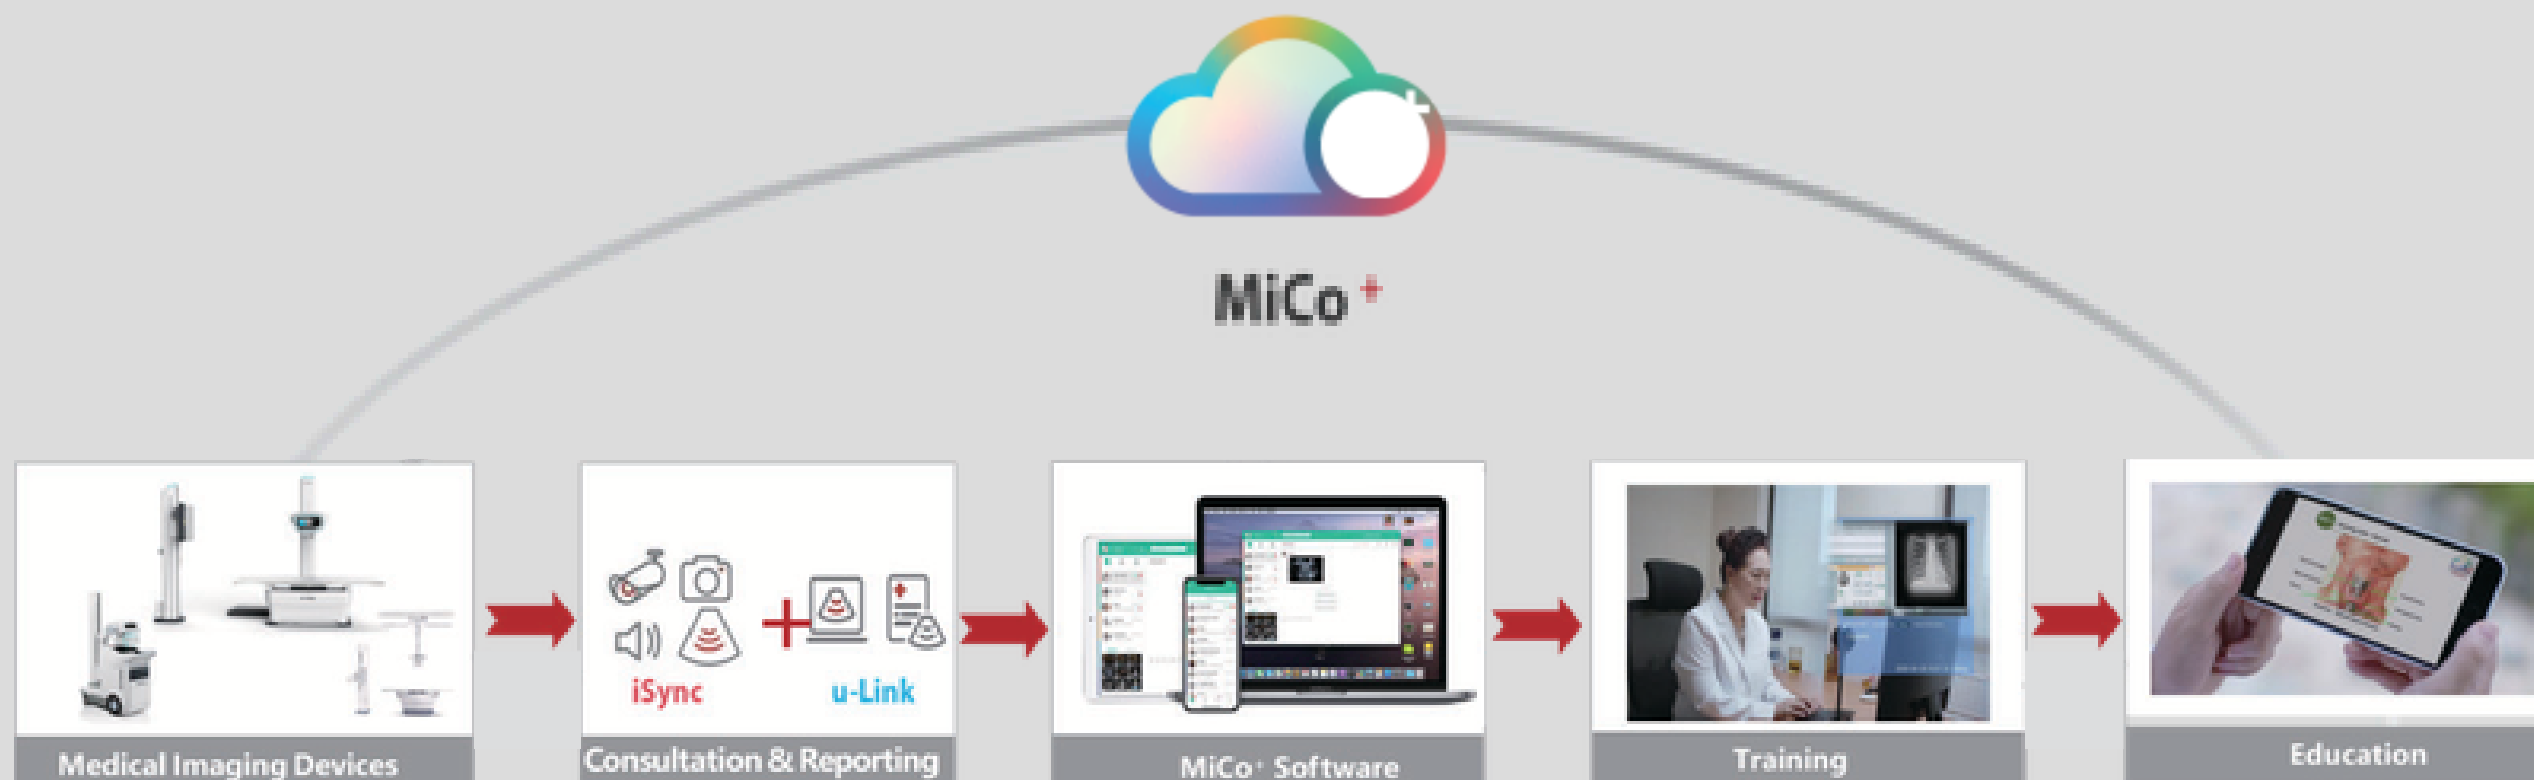 MiCo+
iSync
u-Link
Medical Imaging Devices
Consultation & Reporting
MiCo+ Software
Training
Education